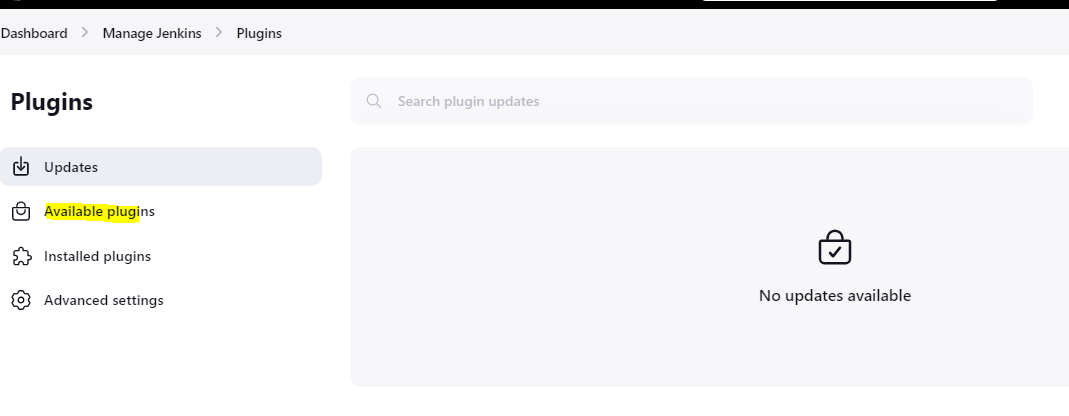 Dashboard > Manage Jenkins > Plugins
Plugins
Search plugin updates
Updates
Available plugins
Installed plugins
Advanced settings
No updates available